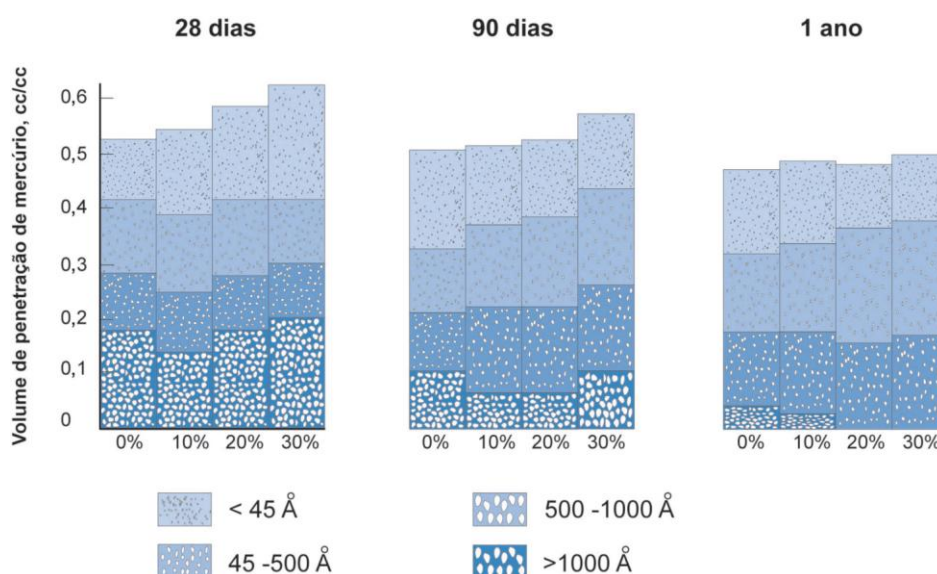 28 dias
90 dias
1 ano
Volume de penetração de mercúrio, cc/cc
0,6
0,5
0,4
0,3
0,2
0,1
0
0% 10% 20% 30%
0% 10% 20% 30%
0% 10% 20% 30%
< 45 Å
500 -1000 Å
45 -500 Å
>1000 Å